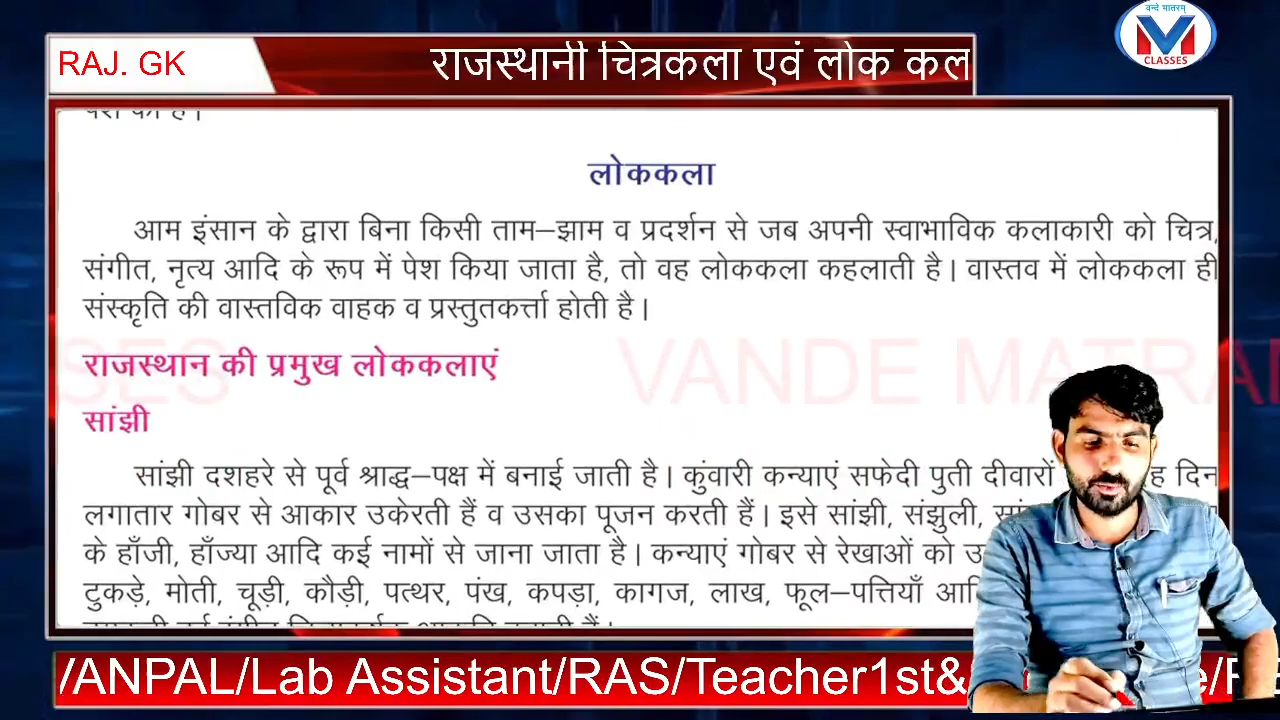 वन्दे मातरम्
CLASSES
RAJ. GK
राजस्थानी चित्रकला एवं लोक कल
लोककला
आम इंसान के द्वारा बिना किसी ताम–झाम व प्रदर्शन से जब अपनी स्वाभाविक कलाकारी को चित्र,
संगीत, नृत्य आदि के रूप में पेश किया जाता है, तो वह लोककला कहलाती है। वास्तव में लोककला ही
संस्कृति की वास्तविक वाहक व प्रस्तुतकर्त्ता होती है।
VANDE
राजस्थान की प्रमुख लोककलाएं
सांझी
सांझी दशहरे से पूर्व श्राद्ध–पक्ष में बनाई जाती है। कुंवारी कन्याएं सफेदी पुती दीवारों दिन
लगातार गोबर से आकार उकेरती हैं व उसका पूजन करती हैं। इसे सांझी, संझुली,
के हाँजी, हाँज्या आदि कई नामों से जाना जाता है। कन्याएं गोबर से रेखाओं को
टुकड़े, मोती, चूड़ी, कौड़ी, पत्थर, पंख, कपड़ा, कागज, लाख, फूल–पत्तियाँ
/ANPAL/Lab Assistant/RAS/Teacher1st&